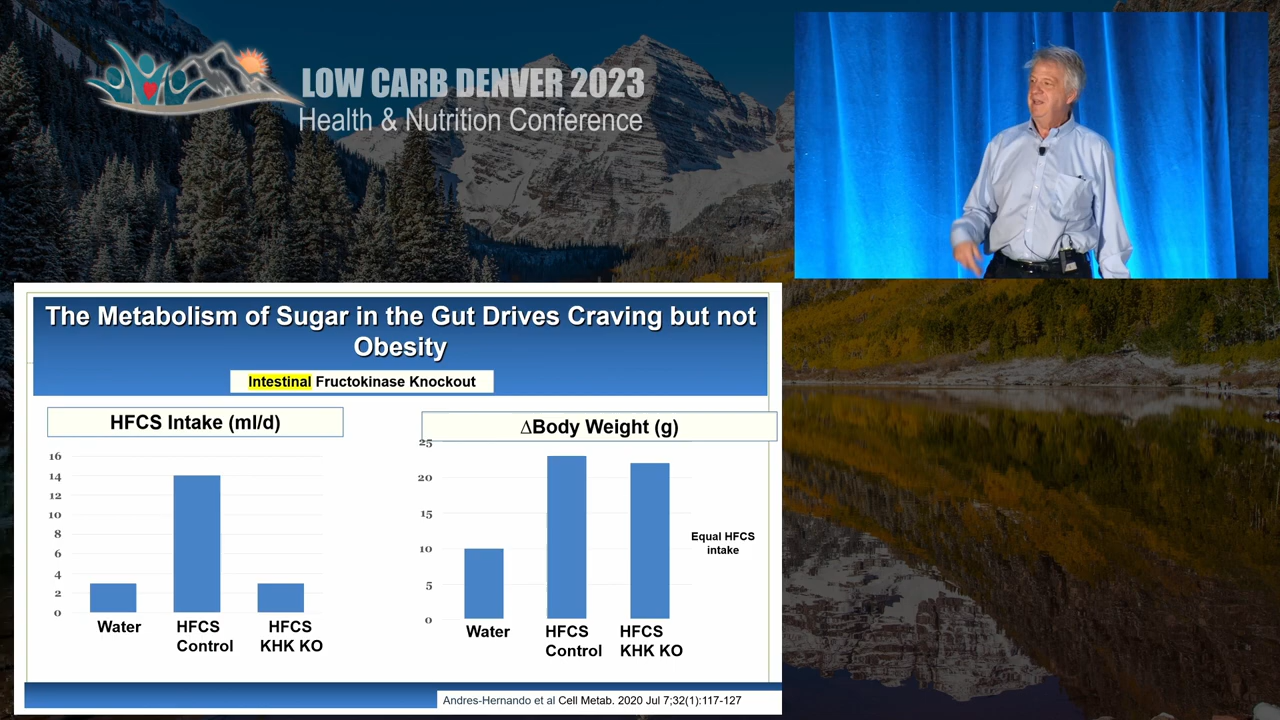 LOW CARB DENVER 2023
Health & Nutrition Conference
The Metabolism of Sugar in the Gut Drives Craving but not
Obesity
Intestinal Fructokinase Knockout
HFCS Intake (ml/d)
16
14
12
10
8
6
4
2
0
Water
HFCS
Control
HFCS
KHK KO
∆Body Weight (g)
25
20
15
10
5
0
Water
HFCS
Control
HFCS
KHK KO
Equal HFCS
intake
Andres-Hernando et al Cell Metab. 2020 Jul 7;32(1):117-127